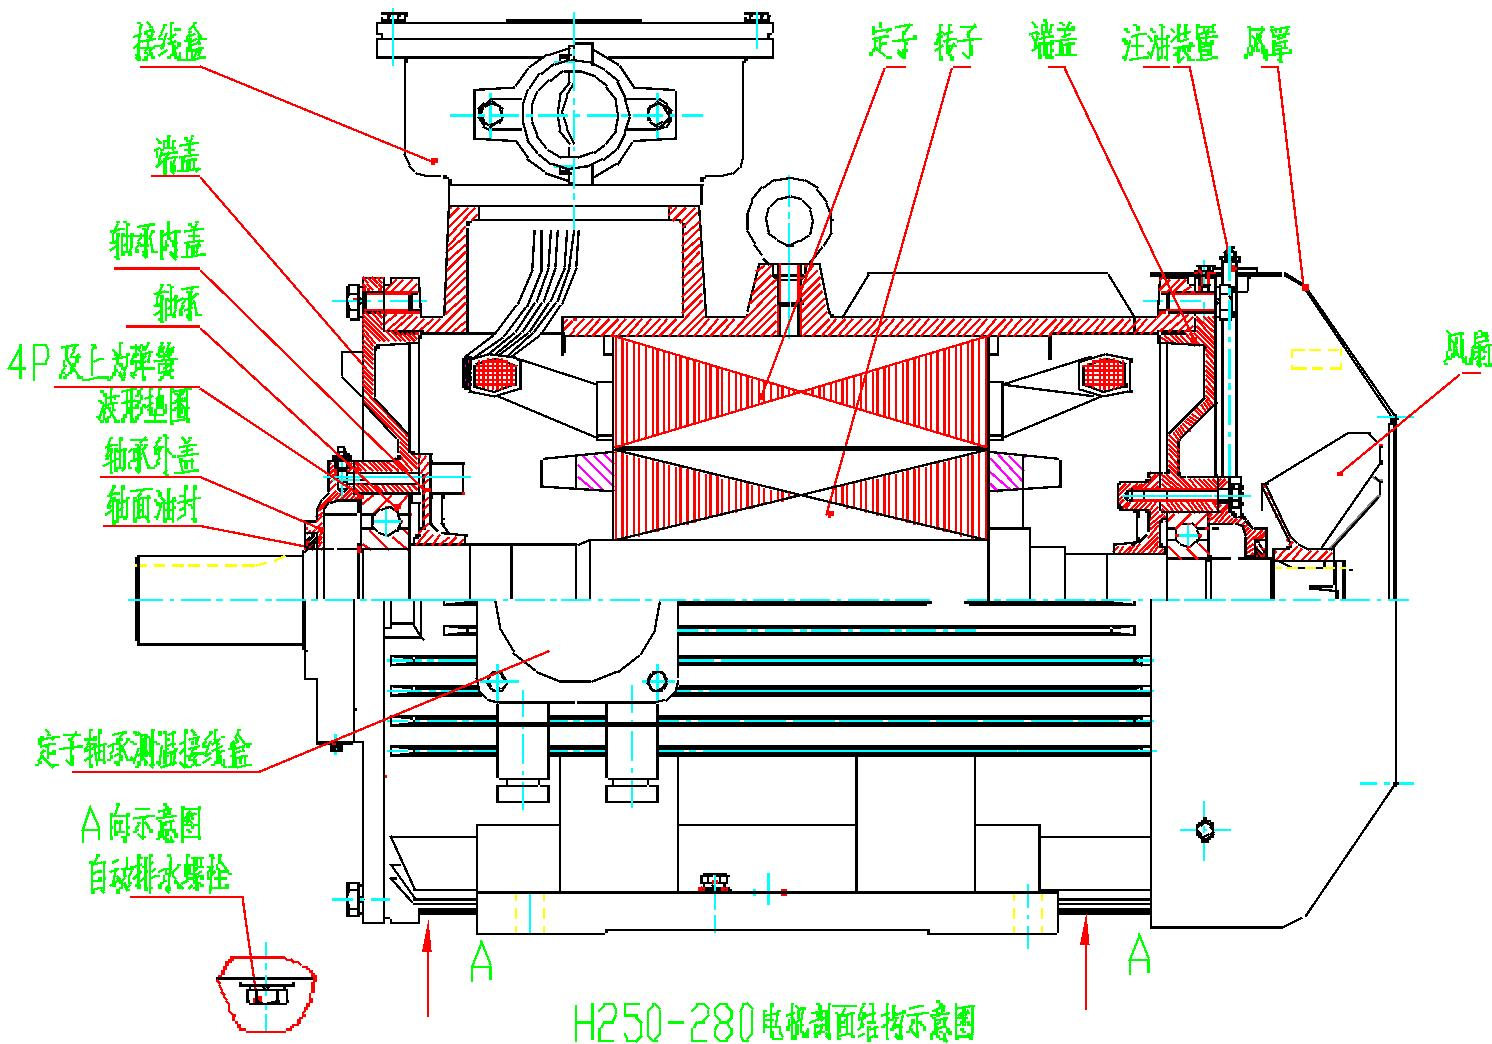 接线盒
定子 转子 端盖 注油装置 风罩
端盖
轴承内盖
轴承
4P及上为弹簧
波形垫圈
风扇
轴承外盖
轴面油封
定子轴承测温接线盒
A向示意图
自动排水螺栓
A
A
H250-280电机剖面结构示意图